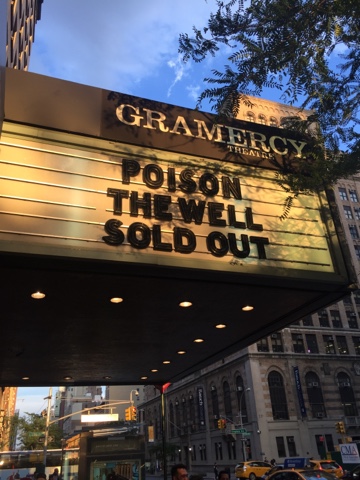 GRAMERCY
THEATRE
POISON
THE WELL
SOLD OUT